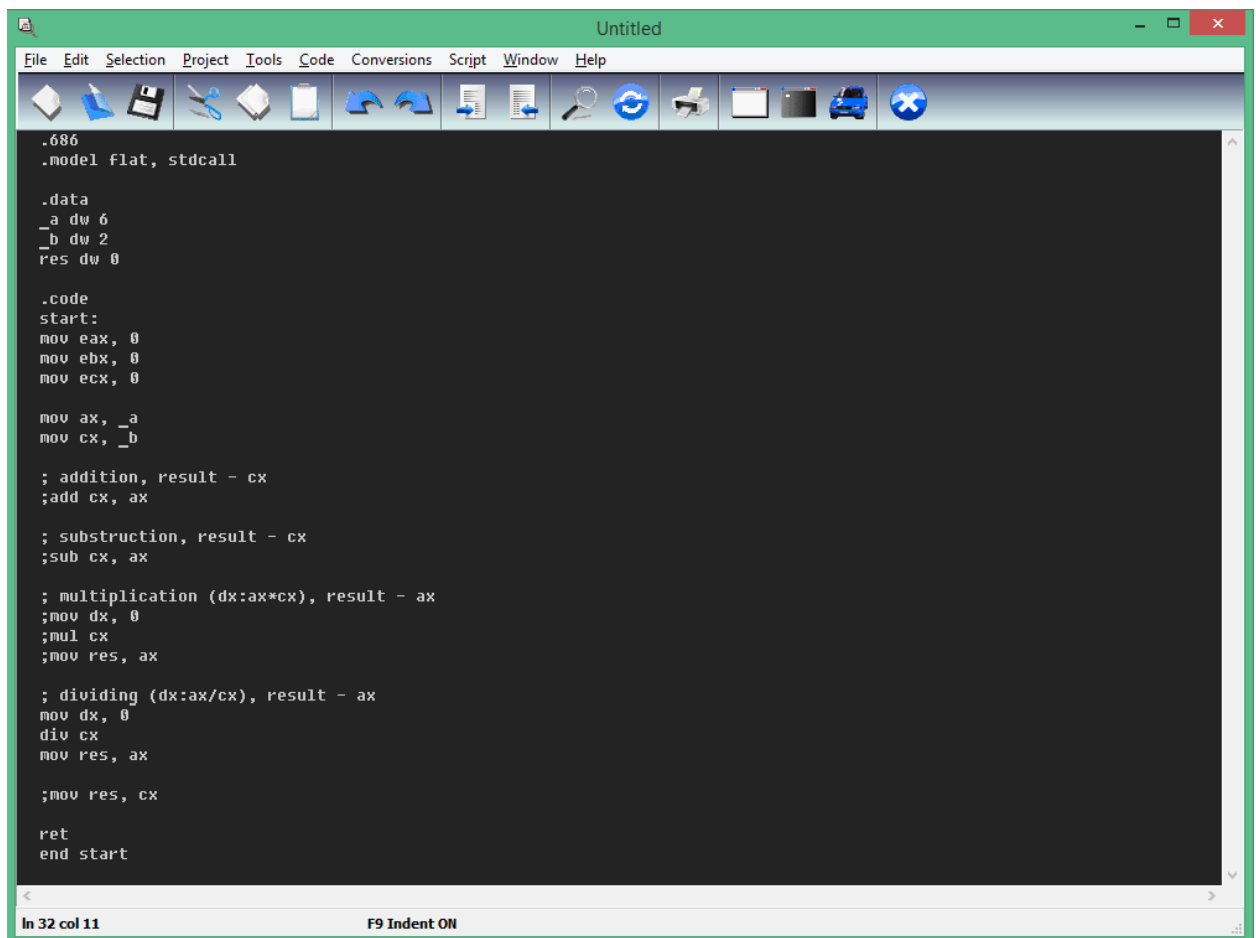 Untitled
File Edit Selection Project Tools Code Conversions Script Window Help
.686
.model flat, stdcall
.data
_a dw 6
_b dw 2
res dw 0
.code
start:
mov eax, 0
mov ebx, 0
mov ecx, 0
mov ax, _a
mov cx, _b
; addition, result - cx
;add cx, ax
; substruction, result - cx
;sub cx, ax
; multiplication (dx:ax*cx), result - ax
;mov dx, 0
;mul cx
;mov res, ax
; dividing (dx:ax/cx), result - ax
mov dx, 0
div cx
mov res, ax
;mov res, cx
ret
end start
ln 32 col 11 F9 Indent ON